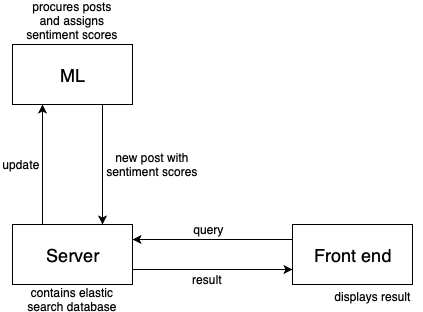 procures posts
and assigns
sentiment scores
ML
update
new post with
sentiment scores
query
Server
Front end
result
contains elastic
search database
displays result